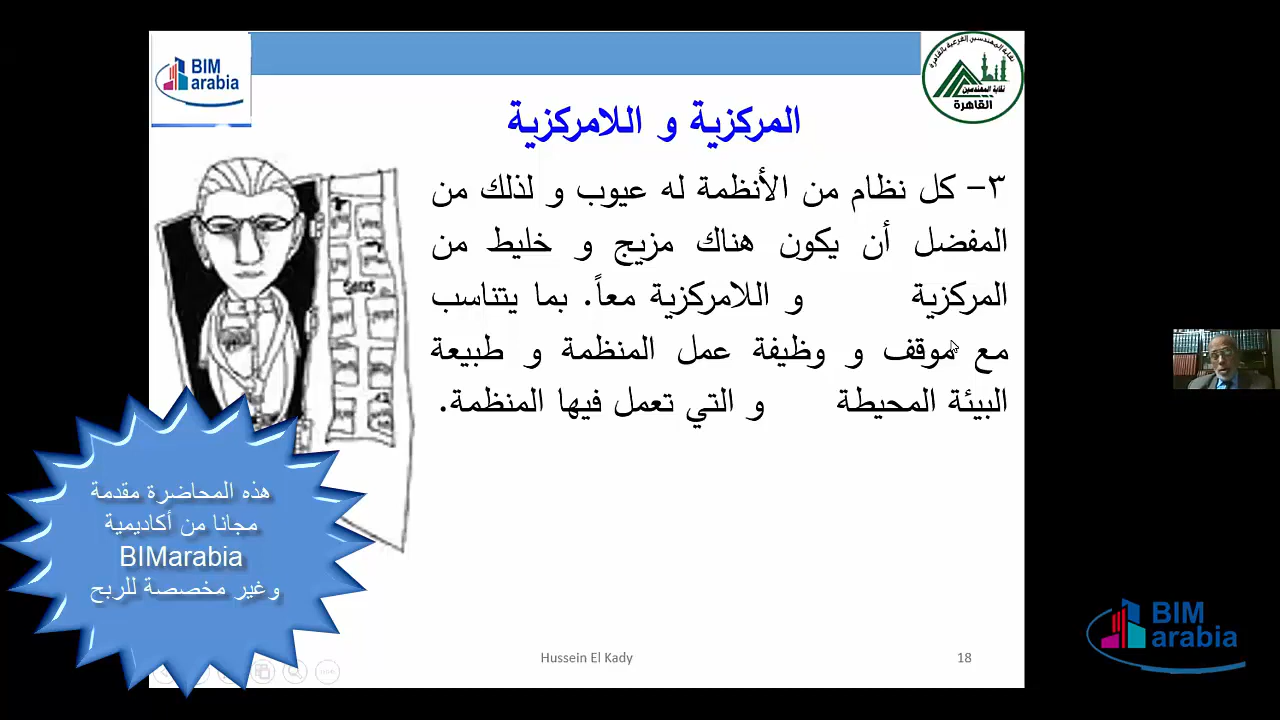 BIM
arabia
نقابة المهندسين الفرعية بالقاهرة
نقابة المهندسين
القاهرة
المركزية و اللامركزية
٣- كل نظام من الأنظمة له عيوب و لذلك من
المفضل أن يكون هناك مزيج و خليط من
المركزية و اللامركزية معاً. بما يتناسب
مع موقف و وظيفة عمل المنظمة و طبيعة
البيئة المحيطة و التي تعمل فيها المنظمة.
هذه المحاضرة مقدمة
مجانا من أكاديمية
BIMarabia
وغير مخصصة للربح
Hussein El Kady
18
BIM
arabia